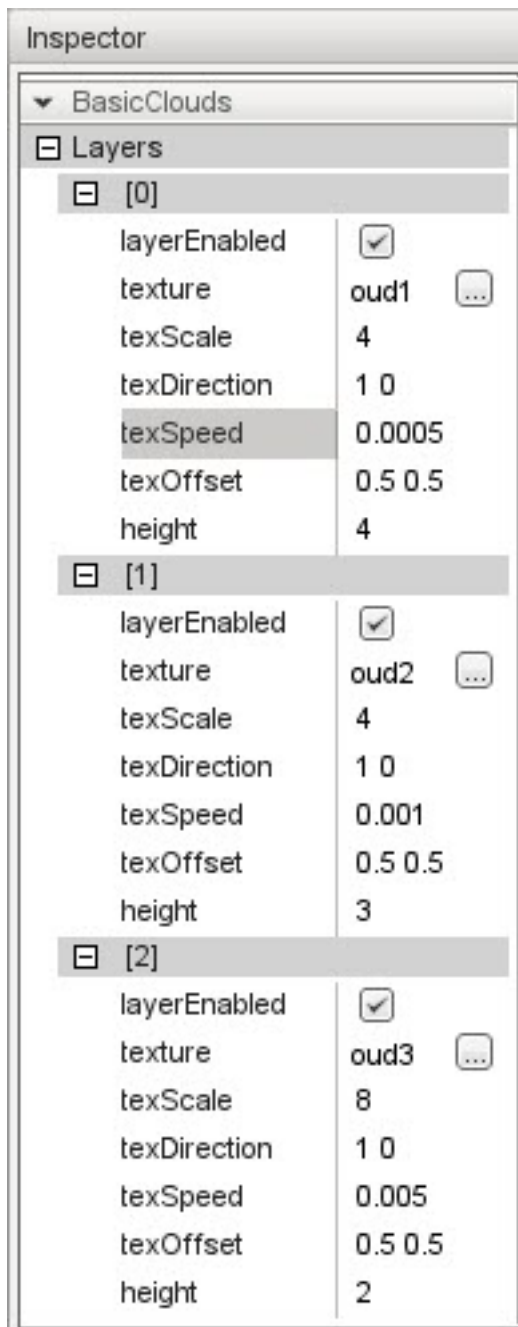 Inspector
BasicClouds
Layers
[0]
layerEnabled
texture oud1 ...
texScale 4
texDirection 1 0
texSpeed 0.0005
texOffset 0.5 0.5
height 4
[1]
layerEnabled
texture oud2 ...
texScale 4
texDirection 1 0
texSpeed 0.001
texOffset 0.5 0.5
height 3
[2]
layerEnabled
texture oud3 ...
texScale 8
texDirection 1 0
texSpeed 0.005
texOffset 0.5 0.5
height 2